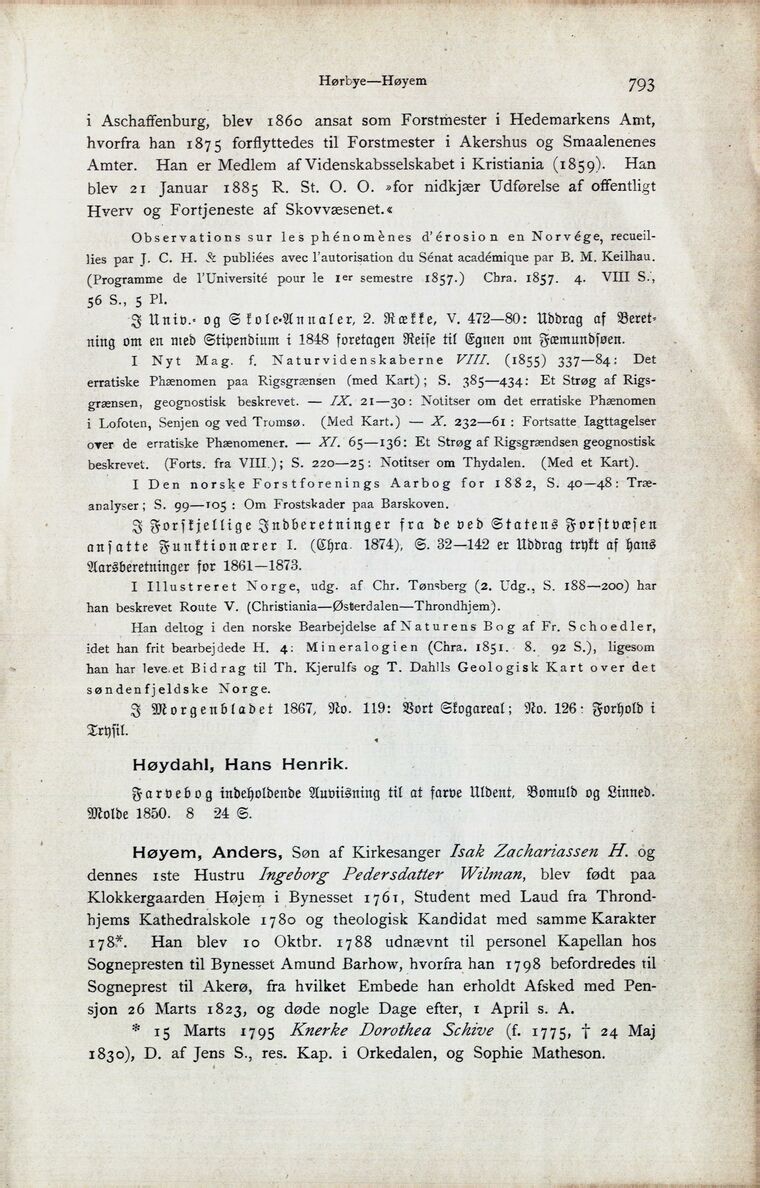 Hørbye—Høyem 793
i Aschaffenburg, blev 1860 ansat som Forstmester i Hedemarkens Amt,
hvorfra han 1875 forflyttedes til Forstmester i Akershus og Smaalenenes
Amter. Han er Medlem af Videnskabsselskabet i Kristiania (1859). Han
blev 21 Januar 1885 R. St. O. O. »for nidkjær Udførelse af offentligt
Hverv og Fortjeneste af Skovvæsenet.«
Observations sur les phénomènes d'érosion en Norvége, recueil-
lies par J. C. H. & publiées avec l'autorisation du Sénat académique par B. M. Keilhau.
(Programme de l'Université pour le 1er semestre 1857.) Chra. 1857. 4. VIII S.,
56 S., 5 Pl.
I Univ.- og Skole-Annaler, 2. Række, V. 472—80: Uddrag af Beret-
ning om en med Stipendium i 1848 foretagen Reise til Egnen om Fæmundsøen.
I Nyt Mag. f. Naturvidenskaberne VIII. (1855) 337—84: Det
erratiske Phænomen paa Rigsgrænsen (med Kart); S. 385—434: Et Strøg af Rigs-
grænsen, geognostisk beskrevet. — IX. 21—30: Notitser om det erratiske Phænomen
i Lofoten, Senjen og ved Tromsø. (Med Kart.) — X. 232—61 : Fortsatte Iagttagelser
over de erratiske Phænomener. — XI. 65—136: Et Strøg af Rigsgrændsen geognostisk
beskrevet. (Forts. fra VIII.); S. 220—25: Notitser om Thydalen. (Med et Kart).
I Den norske Forstforenings Aarbog for 1882, S. 40—48: Træ-
analyser; S. 99—105 : Om Frostskader paa Barskoven.
I Forskjellige Indberetninger fra de ved Statens Forstvæsen
ansatte Funktionærer I. (Chra. 1874), S. 32—142 er Uddrag trykt af hans
Aarsberetninger for 1861—1873.
I Illustreret Norge, udg. af Chr. Tønsberg (2. Udg., S. 188—200) har
han beskrevet Route V. (Christiania—Østerdalen—Throndhjem).
Han deltog i den norske Bearbejdelse af Naturens Bog af Fr. Schoedler,
idet han frit bearbejdede H. 4: Mineralogien (Chra. 1851. 8. 92 S.), ligesom
han har leve.et Bidrag til Th. Kjerulfs og T. Dahlls Geologisk Kart over det
søndenfjeldske Norge.
I Morgenbladet 1867, No. 119: Vort Skogareal; No. 126: Forhold i
Trysil.
Høydahl, Hans Henrik.
Farvebog indeholdende Anviisning til at farve Uldent, Bomuld og Linned.
Molde 1850. 8 24 S.
Høyem, Anders, Søn af Kirkesanger Isak Zachariassen H. og
dennes 1ste Hustru Ingeborg Pedersdatter Wilman, blev født paa
Klokkergaarden Højem i Bynesset 1761, Student med Laud fra Thrond-
hjems Kathedralskole 1780 og theologisk Kandidat med samme Karakter
178*. Han blev 10 Oktbr. 1788 udnævnt til personel Kapellan hos
Sognepresten til Bynesset Amund Barhow, hvorfra han 1798 befordredes til
Sogneprest til Akerø, fra hvilket Embede han erholdt Afsked med Pen-
sjon 26 Marts 1823, og døde nogle Dage efter, 1 April s. A.
* 15 Marts 1795 Knerke Dorothea Schive (f. 1775, † 24 Maj
1830), D. af Jens S., res. Kap. i Orkedalen, og Sophie Matheson.